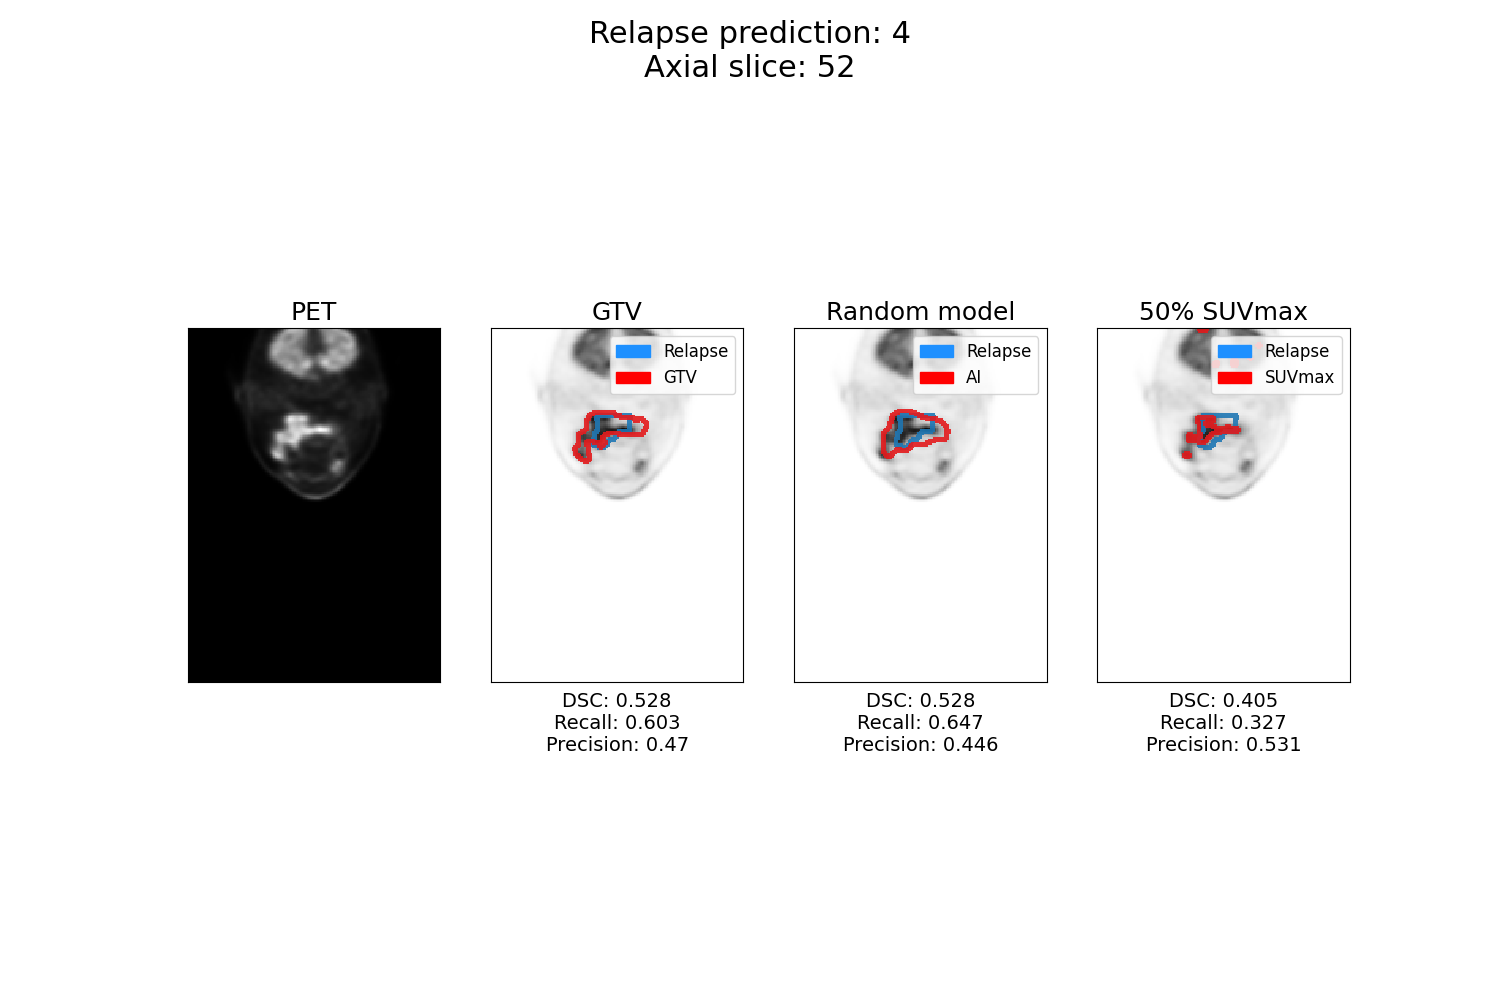 Relapse prediction: 4
Axial slice: 52
PET
GTV
Random model
50% SUVmax
Relapse
GTV
Relapse
AI
Relapse
SUVmax
DSC: 0.528
Recall: 0.603
Precision: 0.47
DSC: 0.528
Recall: 0.647
Precision: 0.446
DSC: 0.405
Recall: 0.327
Precision: 0.531